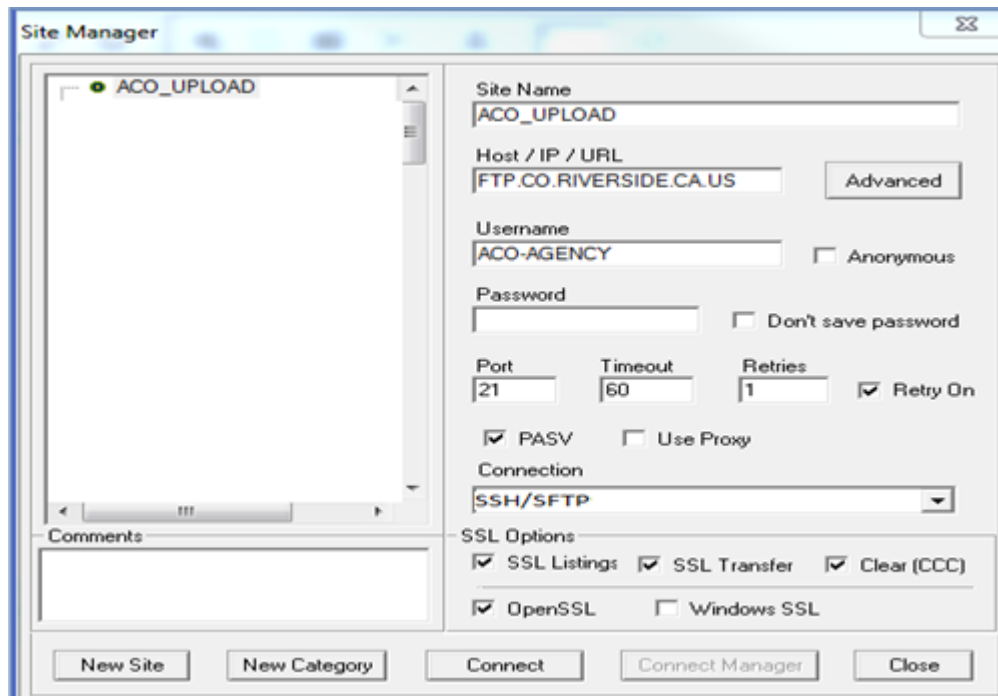 Site Manager
ACO_UPLOAD
Site Name
ACO_UPLOAD
Host / IP / URL
FTP.CO.RIVERSIDE.CA.US
Advanced
Username
ACO-AGENCY
Anonymous
Password
Don't save password
Port Timeout Retries
21 60 1 Retry On
PASV Use Proxy
Connection
SSH/SFTP
Comments
SSL Options
SSL Listings SSL Transfer Clear (CCC)
OpenSSL Windows SSL
New Site New Category Connect Connect Manager Close